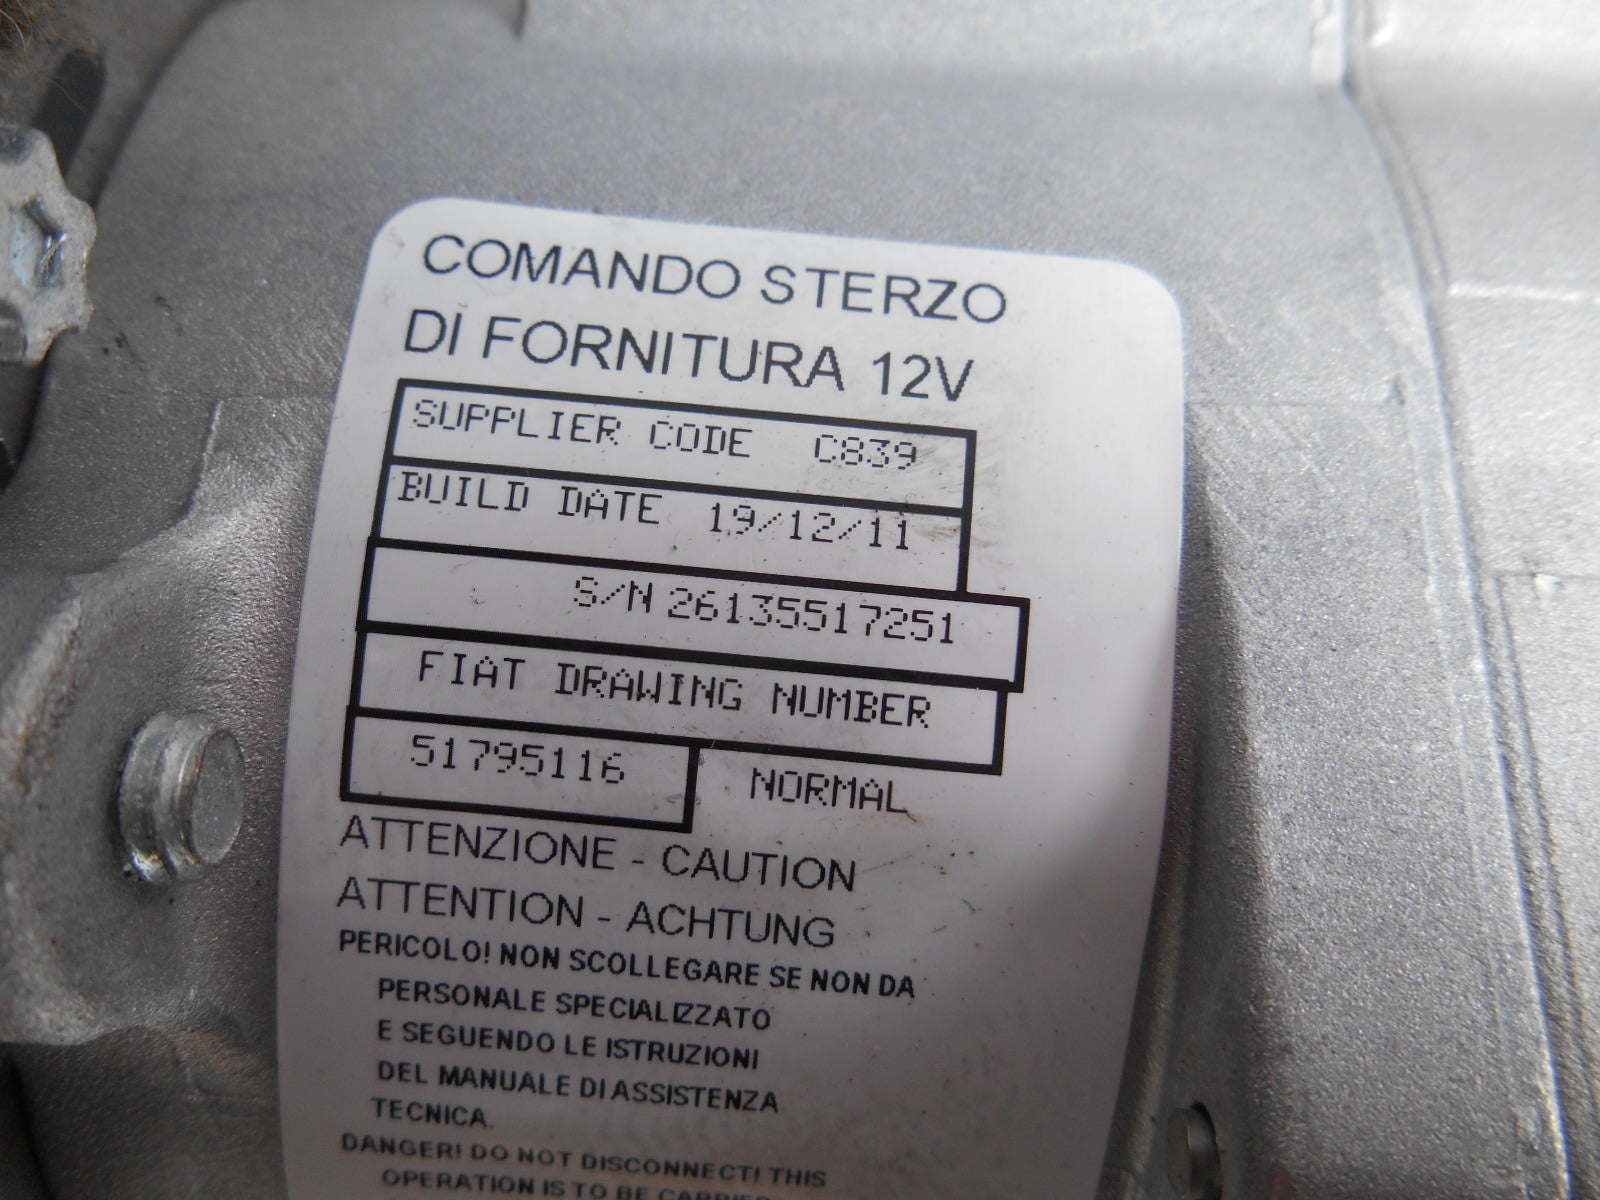 COMANDO STERZO
DI FORNITURA 12V
SUPPLIER CODE C839
BUILD DATE 19/12/11
S/N 26135517251
FIAT DRAWING NUMBER
51795116 NORMAL
ATTENZIONE - CAUTION
ATTENTION - ACHTUNG
PERICOLO! NON SCOLLEGARE SE NON DA
PERSONALE SPECIALIZZATO
E SEGUENDO LE ISTRUZIONI
DEL MANUALE DI ASSISTENZA
TECNICA.
DANGER! DO NOT DISCONNECT! THIS
OPERATION IS TO BE